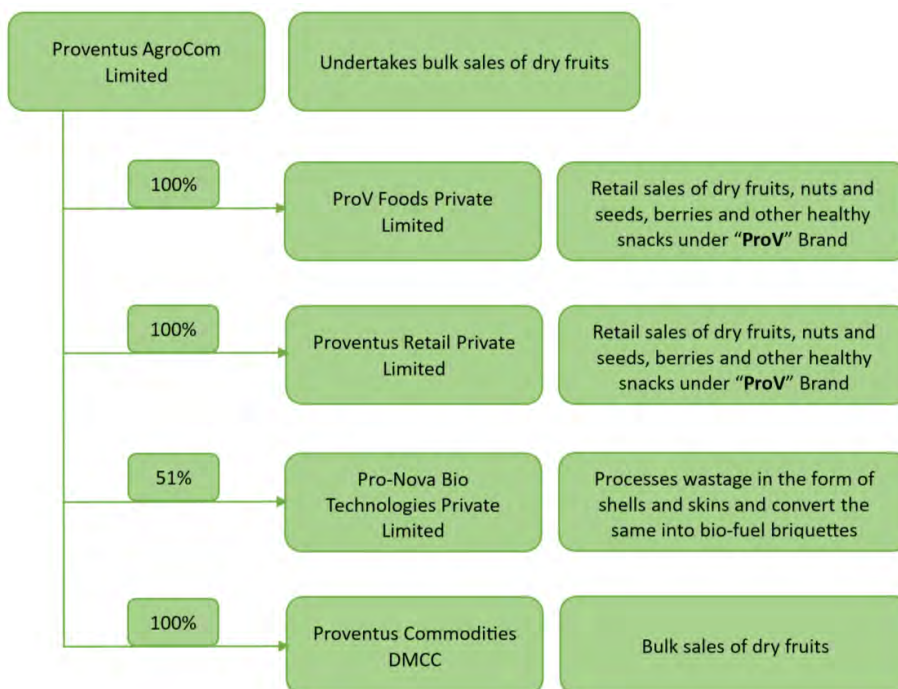 Proventus AgroCom
Limited
Undertakes bulk sales of dry fruits
100%
ProV Foods Private
Limited
Retail sales of dry fruits, nuts and
seeds, berries and other healthy
snacks under “ProV” Brand
100%
Proventus Retail Private
Limited
Retail sales of dry fruits, nuts and
seeds, berries and other healthy
snacks under “ProV” Brand
51%
Pro-Nova Bio
Technologies Private
Limited
Processes wastage in the form of
shells and skins and convert the
same into bio-fuel briquettes
100%
Proventus Commodities
DMCC
Bulk sales of dry fruits